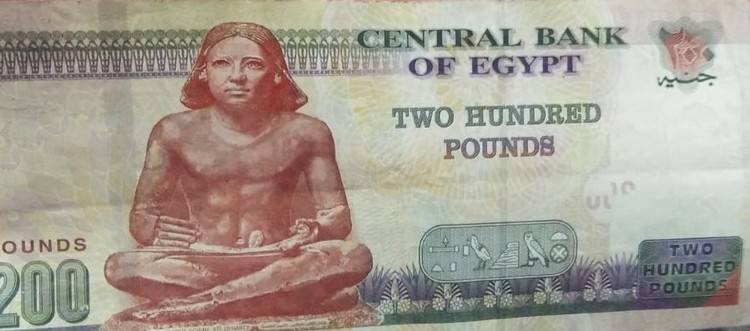 CENTRAL BANK
OF EGYPT
٢٠٠
جنيه
TWO HUNDRED
POUNDS
OUNDS
200
TWO
HUNDRED
POUNDS